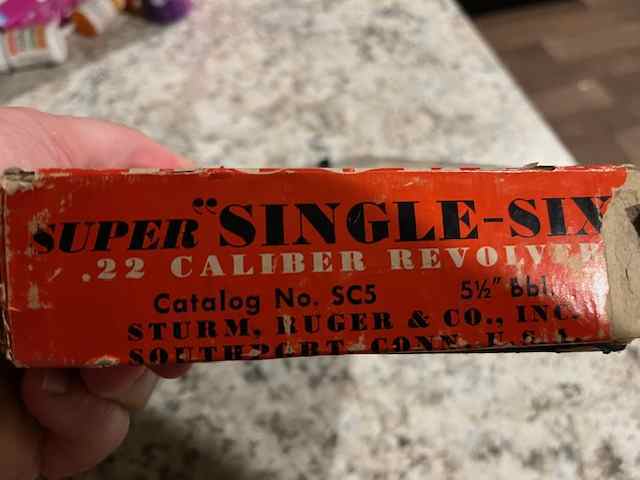 SUPER "SINGLE-SIX
.22 CALIBER REVOLVER
Catalog No. SC5 5½" Bbl.
STURM, RUGER & CO., INC.
SOUTHPORT, CONN. U.S.A.